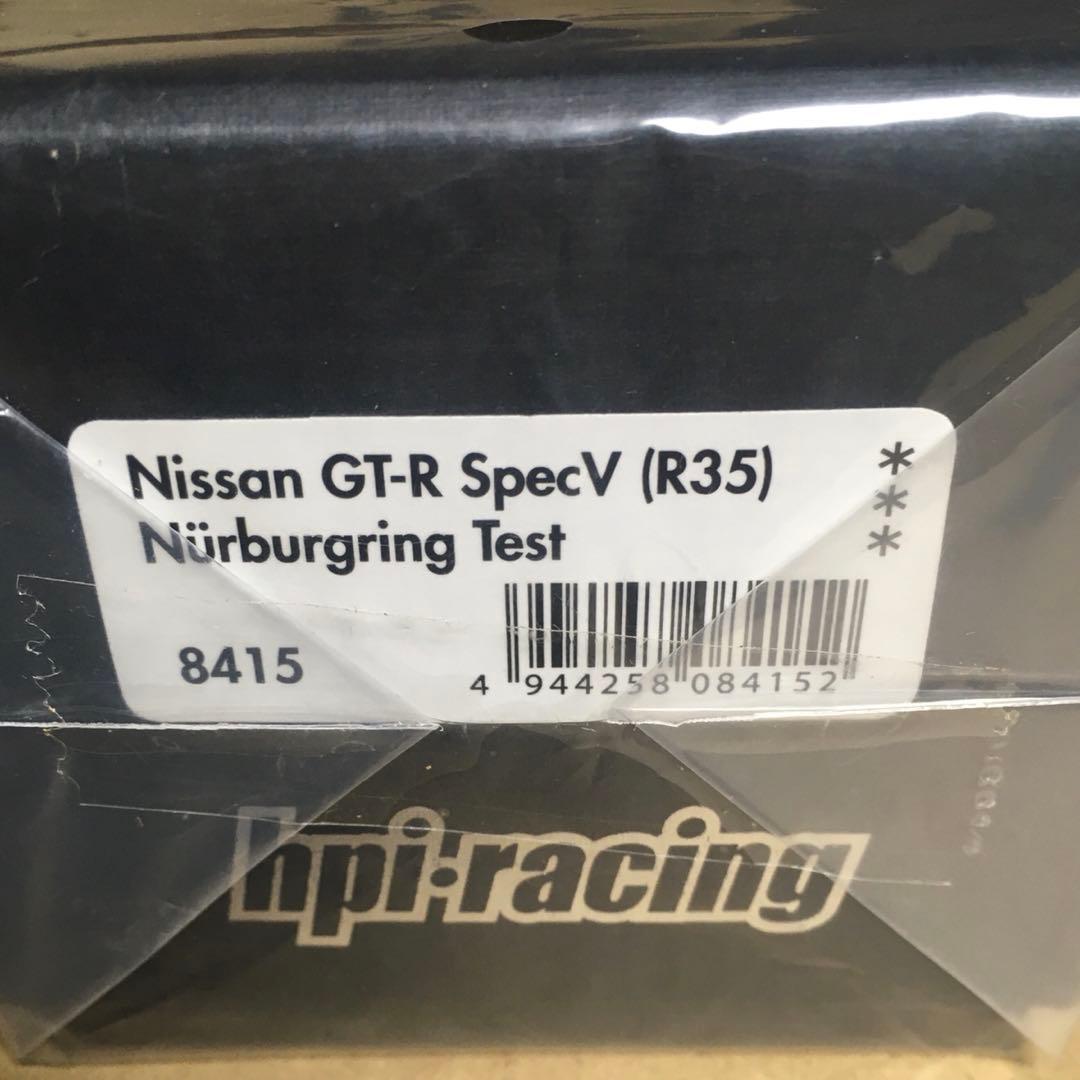 Nissan GT-R SpecV (R35) *
Nürburgring Test *
*
8415
4 944258 084152
hpi·racing